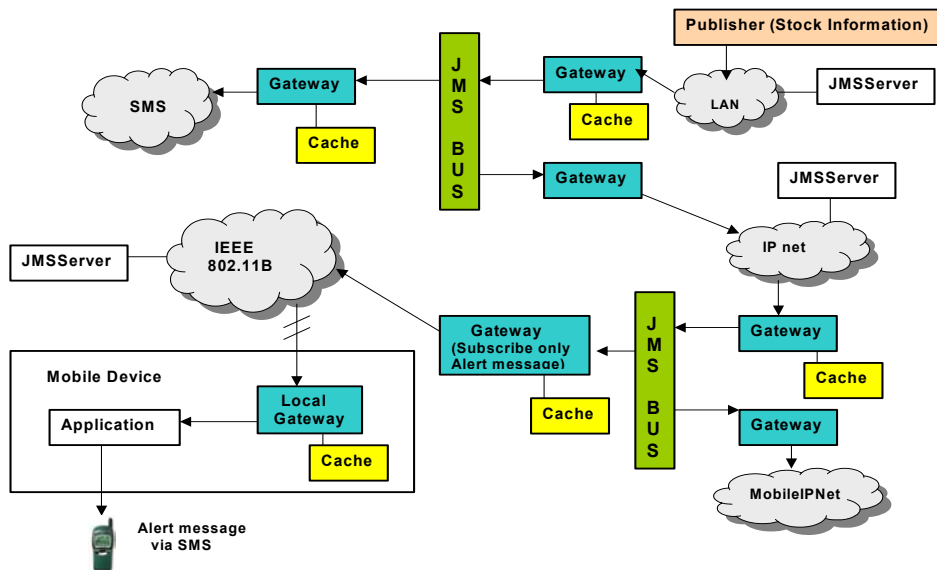 Publisher (Stock Information)
Gateway
SMS
Cache
J
M
S
B
U
S
Gateway
Cache
LAN
JMSServer
Gateway
JMSServer
IP net
JMSServer
IEEE
802.11B
Gateway
(Subscribe only
Alert message)
Cache
J
M
S
B
U
S
Gateway
Cache
Gateway
MobileIPNet
Mobile Device
Local
Gateway
Application
Cache
Alert message
via SMS